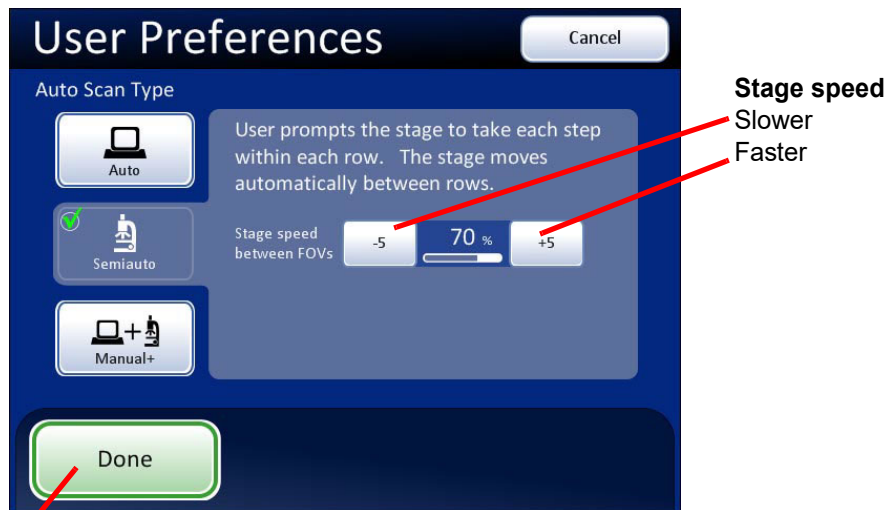 User Preferences
Cancel
Auto Scan Type
Auto
Semiauto
Manual+
User prompts the stage to take each step
within each row. The stage moves
automatically between rows.
Stage speed
between FOVs
-5
70 %
+5
Done
Stage speed
Slower
Faster